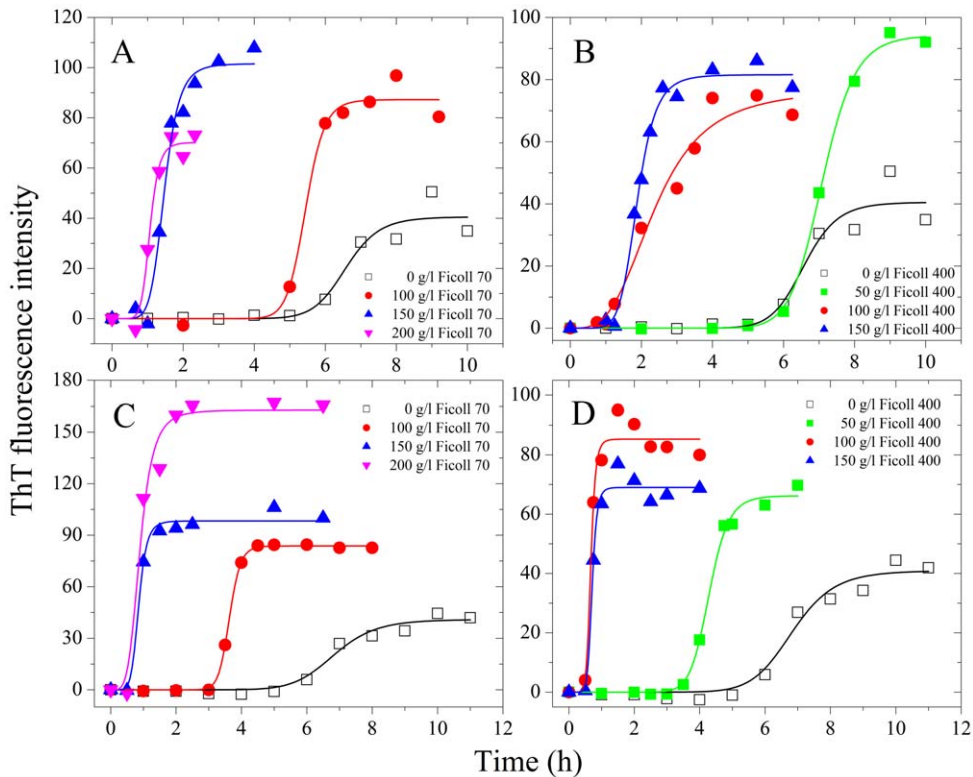 ThT fluorescence intensity
A
120
100
80
60
40
20
0
0 2 4 6 8 10
0 g/l Ficoll 70
100 g/l Ficoll 70
150 g/l Ficoll 70
200 g/l Ficoll 70
B
100
80
60
40
20
0
0 2 4 6 8 10
0 g/l Ficoll 400
50 g/l Ficoll 400
100 g/l Ficoll 400
150 g/l Ficoll 400
C
180
150
120
90
60
30
0
0 2 4 6 8 10
0 g/l Ficoll 70
100 g/l Ficoll 70
150 g/l Ficoll 70
200 g/l Ficoll 70
D
100
80
60
40
20
0
0 2 4 6 8 10 12
0 g/l Ficoll 400
50 g/l Ficoll 400
100 g/l Ficoll 400
150 g/l Ficoll 400
Time (h)